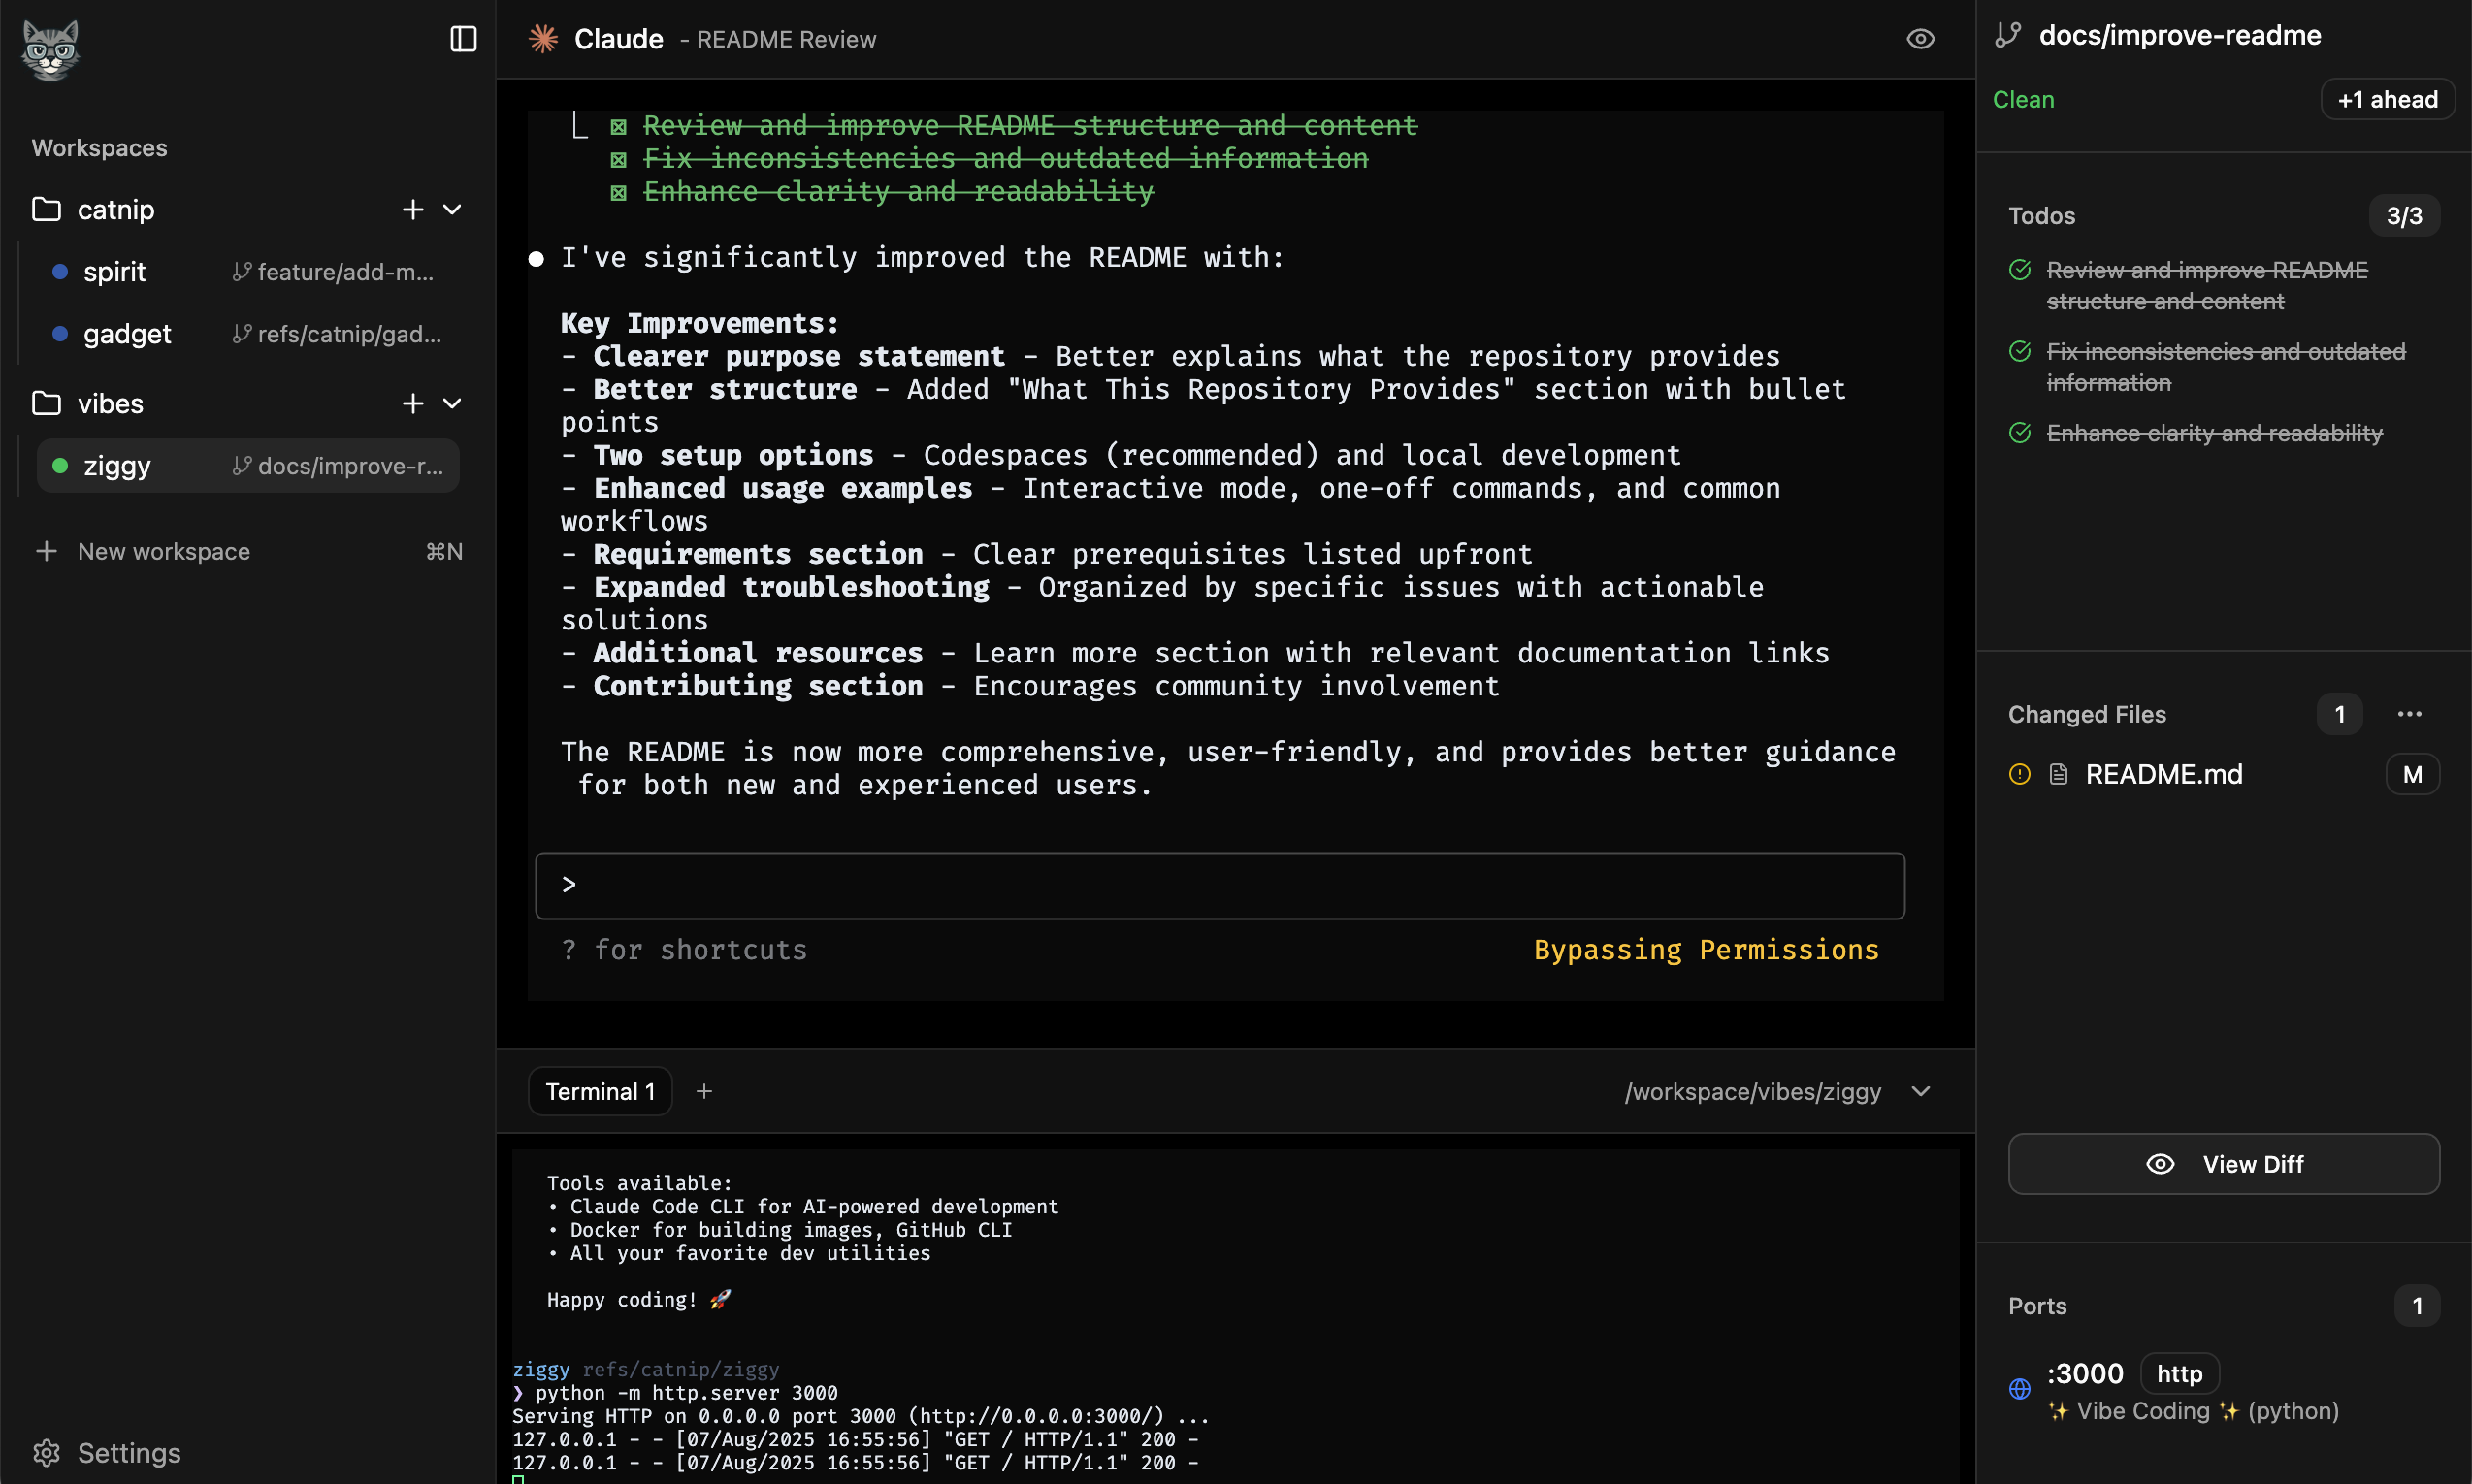 Workspaces
catnip
spirit feature/add-m...
gadget refs/catnip/gad...
vibes
ziggy docs/improve-r...
New workspace ⌘N
Settings
Claude - README Review
Review and improve README structure and content
Fix inconsistencies and outdated information
Enhance clarity and readability
● I've significantly improved the README with:
Key Improvements:
- Clearer purpose statement - Better explains what the repository provides
- Better structure - Added "What This Repository Provides" section with bullet
points
- Two setup options - Codespaces (recommended) and local development
- Enhanced usage examples - Interactive mode, one-off commands, and common
workflows
- Requirements section - Clear prerequisites listed upfront
- Expanded troubleshooting - Organized by specific issues with actionable
solutions
- Additional resources - Learn more section with relevant documentation links
- Contributing section - Encourages community involvement
The README is now more comprehensive, user-friendly, and provides better guidance
for both new and experienced users.
>
? for shortcuts Bypassing Permissions
Terminal 1 + /workspace/vibes/ziggy
Tools available:
• Claude Code CLI for AI-powered development
• Docker for building images, GitHub CLI
• All your favorite dev utilities
Happy coding! 🚀
ziggy refs/catnip/ziggy
❯ python -m http.server 3000
Serving HTTP on 0.0.0.0 port 3000 (http://0.0.0.0:3000/) ...
127.0.0.1 - - [07/Aug/2025 16:55:56] "GET / HTTP/1.1" 200 -
127.0.0.1 - - [07/Aug/2025 16:55:56] "GET / HTTP/1.1" 200 -
docs/improve-readme
Clean +1 ahead
Todos 3/3
Review and improve README
structure and content
Fix inconsistencies and outdated
information
Enhance clarity and readability
Changed Files 1 ...
README.md M
View Diff
Ports 1
:3000 http
✨ Vibe Coding ✨ (python)